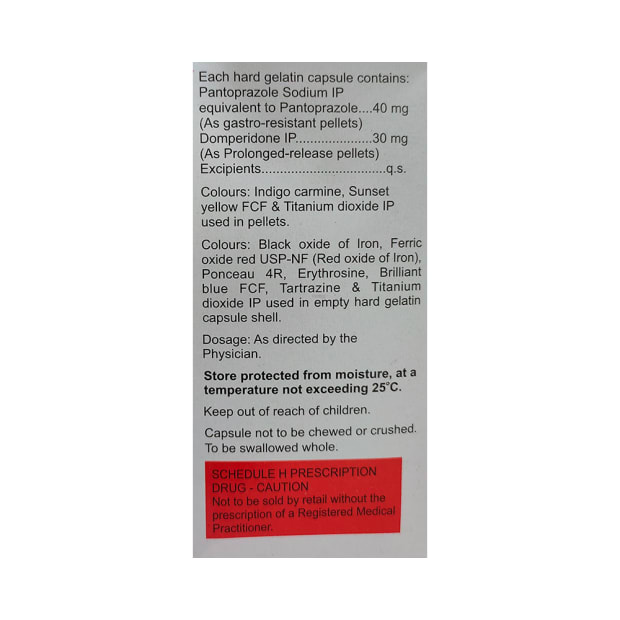 Each hard gelatin capsule contains:
Pantoprazole Sodium IP
equivalent to Pantoprazole....40 mg
(As gastro-resistant pellets)
Domperidone IP.....................30 mg
(As Prolonged-release pellets)
Excipients..................................q.s.
Colours: Indigo carmine, Sunset
yellow FCF & Titanium dioxide IP
used in pellets.
Colours: Black oxide of Iron, Ferric
oxide red USP-NF (Red oxide of Iron),
Ponceau 4R, Erythrosine, Brilliant
blue FCF, Tartrazine & Titanium
dioxide IP used in empty hard gelatin
capsule shell.
Dosage: As directed by the
Physician.
Store protected from moisture, at a
temperature not exceeding 25°C.
Keep out of reach of children.
Capsule not to be chewed or crushed.
To be swallowed whole.
SCHEDULE H PRESCRIPTION
DRUG - CAUTION
Not to be sold by retail without the
prescription of a Registered Medical
Practitioner.